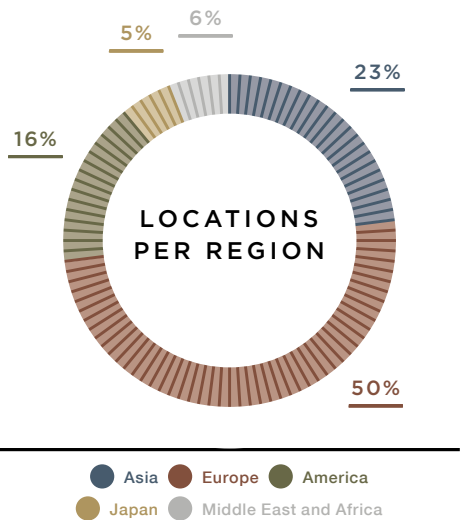 6%
5%
23%
16%
LOCATIONS
PER REGION
50%
Asia Europe America
Japan Middle East and Africa